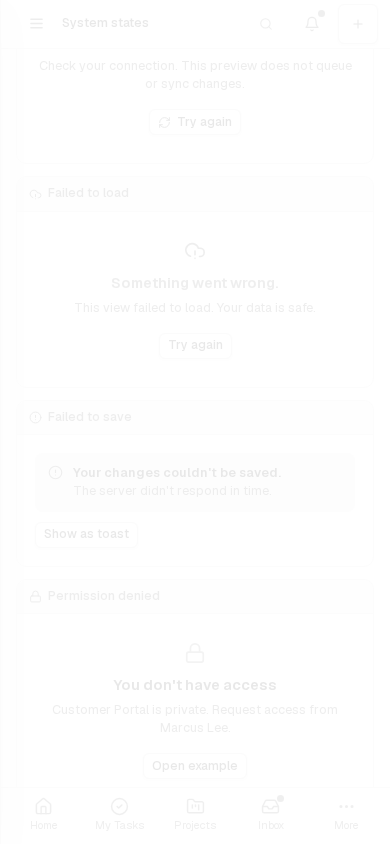 System states
Check your connection. This preview does not queue
or sync changes.
Try again
Failed to load
Something went wrong.
This view failed to load. Your data is safe.
Try again
Failed to save
Your changes couldn't be saved.
The server didn't respond in time.
Show as toast
Permission denied
You don't have access
Customer Portal is private. Request access from
Marcus Lee.
Open example
Home
My Tasks
Projects
Inbox
More